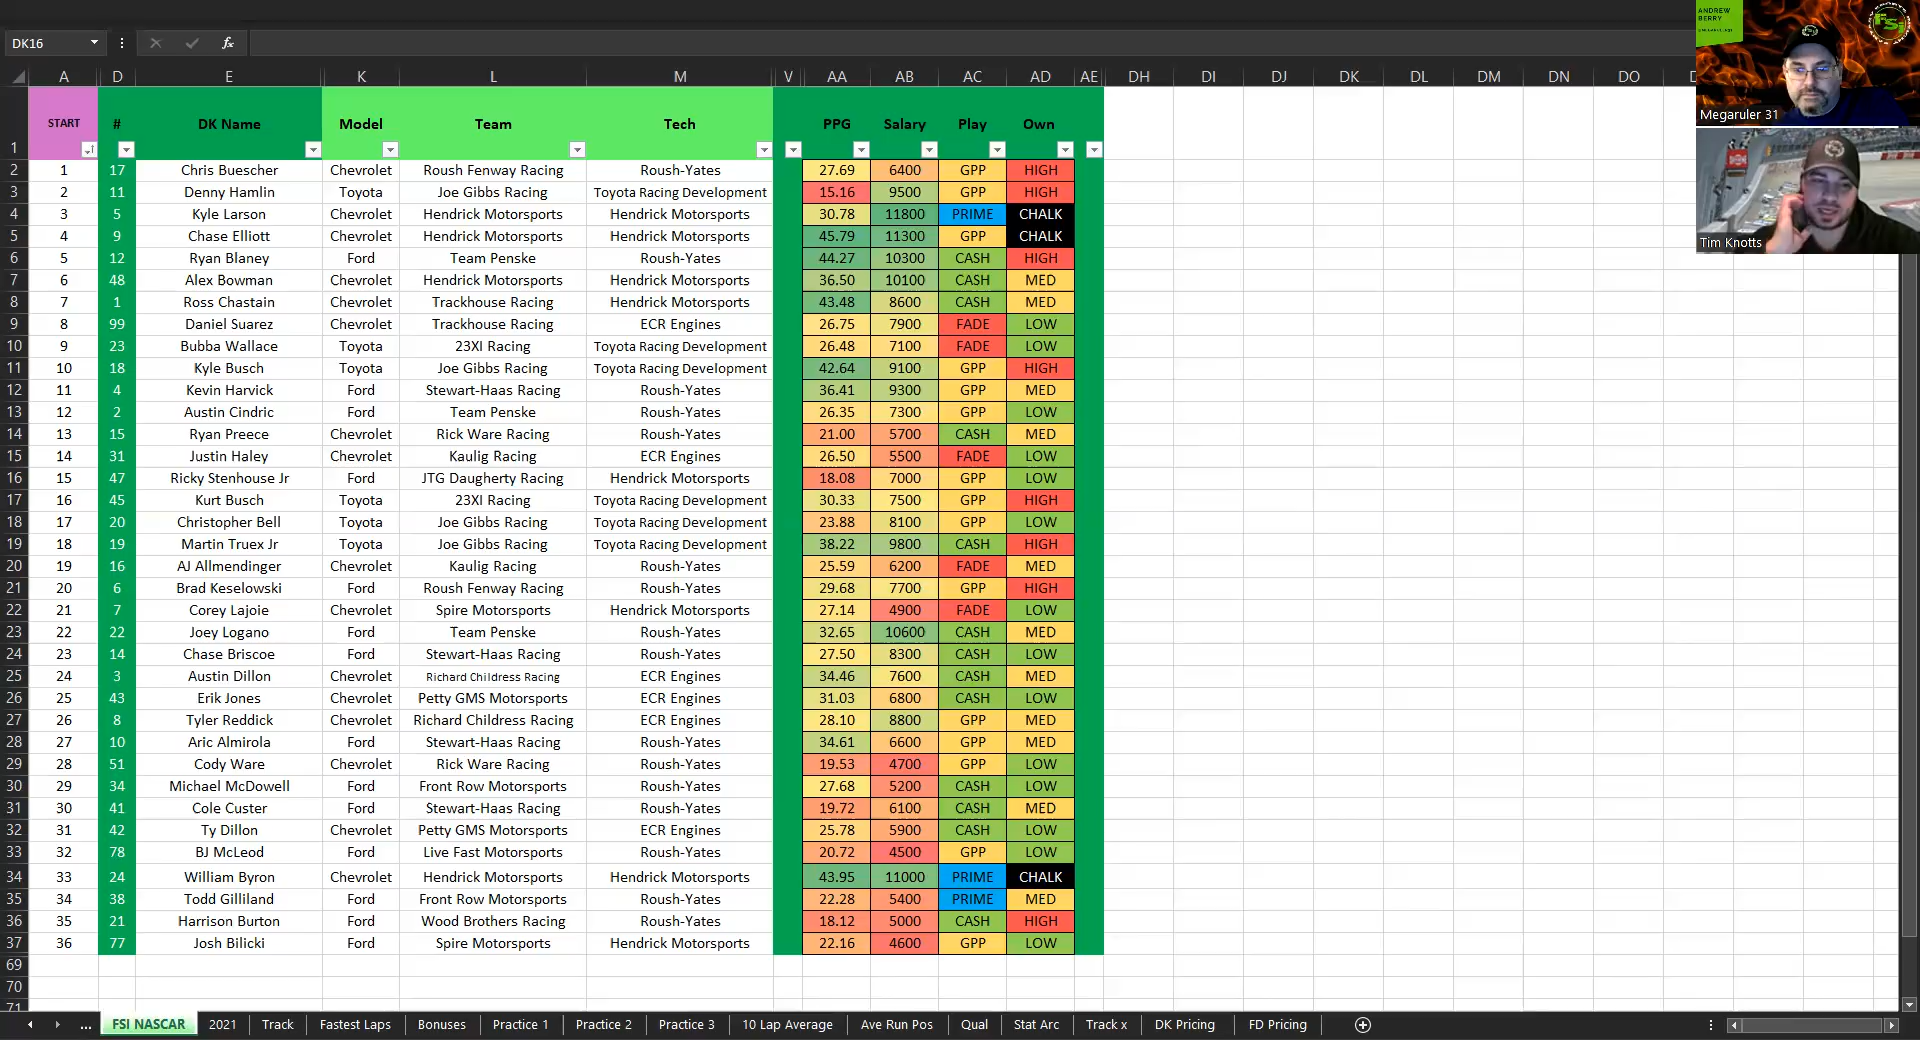 ANDREW
BERRY
FSi
Megaruler 31
Tim Knotts
DK16
fx
A D E K L M V AA AB AC AD AE DH DI DJ DK DL DM DN DO
1 START # DK Name Model Team Tech PPG Salary Play Own
2 1 17 Chris Buescher Chevrolet Roush Fenway Racing Roush-Yates 27.69 6400 GPP HIGH
3 2 11 Denny Hamlin Toyota Joe Gibbs Racing Toyota Racing Development 15.16 9500 GPP HIGH
4 3 5 Kyle Larson Chevrolet Hendrick Motorsports Hendrick Motorsports 30.78 11800 PRIME CHALK
5 4 9 Chase Elliott Chevrolet Hendrick Motorsports Hendrick Motorsports 45.79 11300 GPP CHALK
6 5 12 Ryan Blaney Ford Team Penske Roush-Yates 44.27 10300 CASH HIGH
7 6 48 Alex Bowman Chevrolet Hendrick Motorsports Hendrick Motorsports 36.50 10100 CASH MED
8 7 1 Ross Chastain Chevrolet Trackhouse Racing Hendrick Motorsports 43.48 8600 CASH MED
9 8 99 Daniel Suarez Chevrolet Trackhouse Racing ECR Engines 26.75 7900 FADE LOW
10 9 23 Bubba Wallace Toyota 23XI Racing Toyota Racing Development 26.48 7100 FADE LOW
11 10 18 Kyle Busch Toyota Joe Gibbs Racing Toyota Racing Development 42.64 9100 GPP HIGH
12 11 4 Kevin Harvick Ford Stewart-Haas Racing Roush-Yates 36.41 9300 GPP MED
13 12 2 Austin Cindric Ford Team Penske Roush-Yates 26.35 7300 GPP LOW
14 13 15 Ryan Preece Chevrolet Rick Ware Racing Roush-Yates 21.00 5700 CASH MED
15 14 31 Justin Haley Chevrolet Kaulig Racing ECR Engines 26.50 5500 FADE LOW
16 15 47 Ricky Stenhouse Jr Ford JTG Daugherty Racing Hendrick Motorsports 18.08 7000 GPP LOW
17 16 45 Kurt Busch Toyota 23XI Racing Toyota Racing Development 30.33 7500 GPP HIGH
18 17 20 Christopher Bell Toyota Joe Gibbs Racing Toyota Racing Development 23.88 8100 GPP LOW
19 18 19 Martin Truex Jr Toyota Joe Gibbs Racing Toyota Racing Development 38.22 9800 CASH HIGH
20 19 16 AJ Allmendinger Chevrolet Kaulig Racing Roush-Yates 25.59 6200 FADE MED
21 20 6 Brad Keselowski Ford Roush Fenway Racing Roush-Yates 29.68 7700 GPP HIGH
22 21 7 Corey Lajoie Chevrolet Spire Motorsports Hendrick Motorsports 27.14 4900 FADE LOW
23 22 22 Joey Logano Ford Team Penske Roush-Yates 32.65 10600 CASH MED
24 23 14 Chase Briscoe Ford Stewart-Haas Racing Roush-Yates 27.50 8300 CASH LOW
25 24 3 Austin Dillon Chevrolet Richard Childress Racing ECR Engines 34.46 7600 CASH MED
26 25 43 Erik Jones Chevrolet Petty GMS Motorsports ECR Engines 31.03 6800 CASH LOW
27 26 8 Tyler Reddick Chevrolet Richard Childress Racing ECR Engines 28.10 8800 GPP MED
28 27 10 Aric Almirola Ford Stewart-Haas Racing Roush-Yates 34.61 6600 GPP MED
29 28 51 Cody Ware Chevrolet Rick Ware Racing Roush-Yates 19.53 4700 GPP LOW
30 29 34 Michael McDowell Ford Front Row Motorsports Roush-Yates 27.68 5200 CASH LOW
31 30 41 Cole Custer Ford Stewart-Haas Racing Roush-Yates 19.72 6100 CASH MED
32 31 42 Ty Dillon Chevrolet Petty GMS Motorsports ECR Engines 25.78 5900 CASH LOW
33 32 78 BJ McLeod Ford Live Fast Motorsports Roush-Yates 20.72 4500 GPP LOW
34 33 24 William Byron Chevrolet Hendrick Motorsports Hendrick Motorsports 43.95 11000 PRIME CHALK
35 34 38 Todd Gilliland Ford Front Row Motorsports Roush-Yates 22.28 5400 PRIME MED
36 35 21 Harrison Burton Ford Wood Brothers Racing Roush-Yates 18.12 5000 CASH HIGH
37 36 77 Josh Bilicki Ford Spire Motorsports Hendrick Motorsports 22.16 4600 GPP LOW
69
70
71
... FSI NASCAR 2021 Track Fastest Laps Bonuses Practice 1 Practice 2 Practice 3 10 Lap Average Ave Run Pos Qual Stat Arc Track x DK Pricing FD Pricing